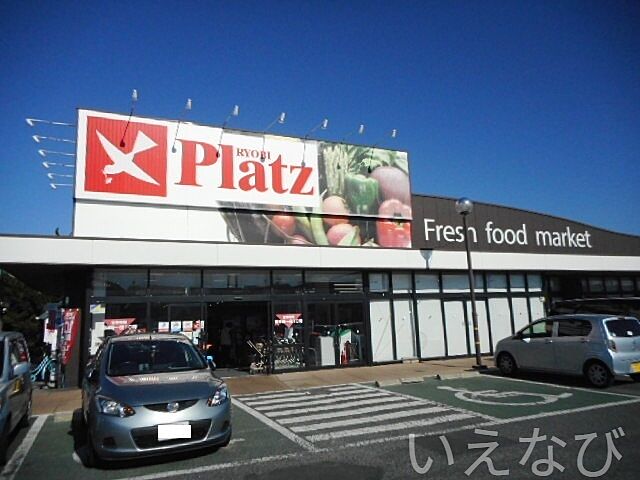 RYOBI
Platz
Fresh food market
いえなび